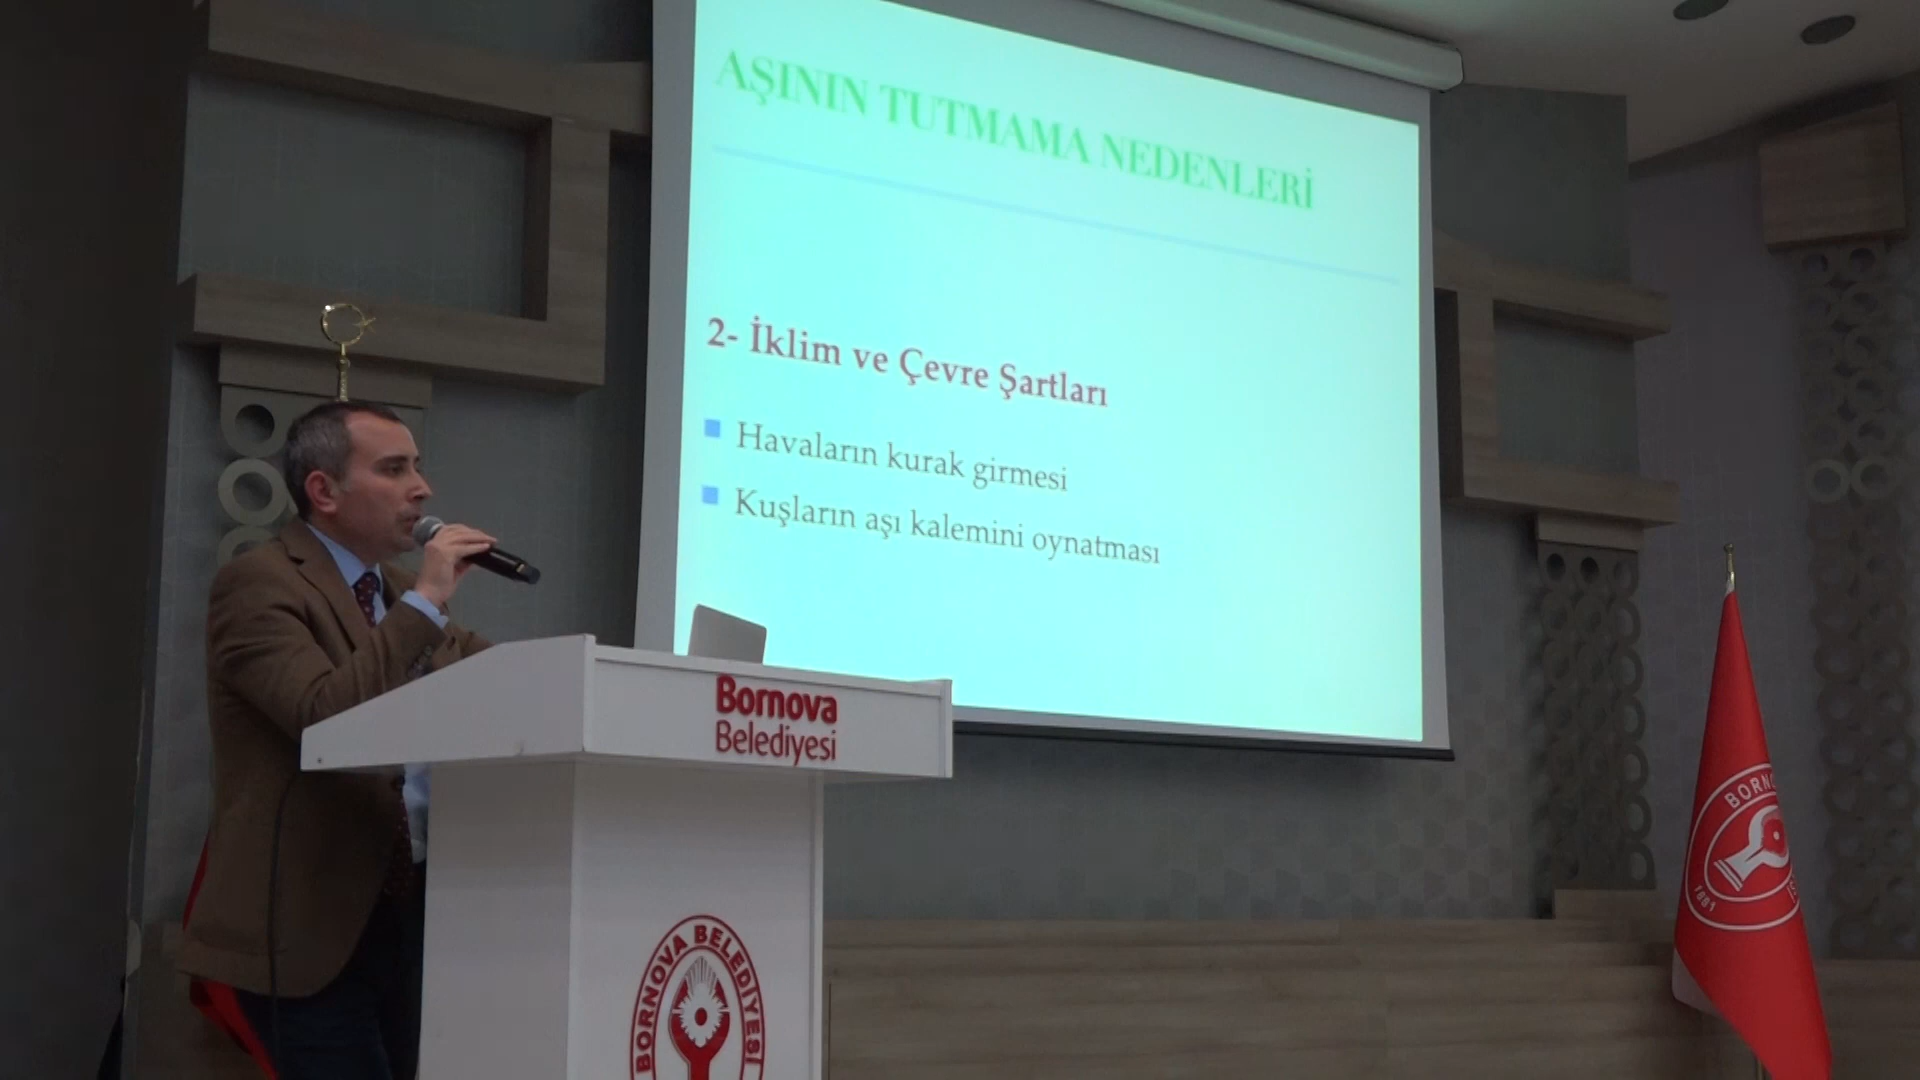 AŞININ TUTMAMA NEDENLERİ
2- İklim ve Çevre Şartları
Havaların kurak girmesi
Kuşların aşı kalemini oynatması
Bornova
Belediyesi
BORNOVA BELEDİYESİ
1881